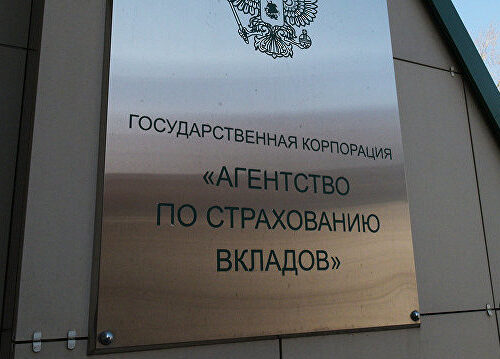 ГОСУДАРСТВЕННАЯ КОРПОРАЦИЯ
«АГЕНТСТВО
ПО СТРАХОВАНИЮ
ВКЛАДОВ»